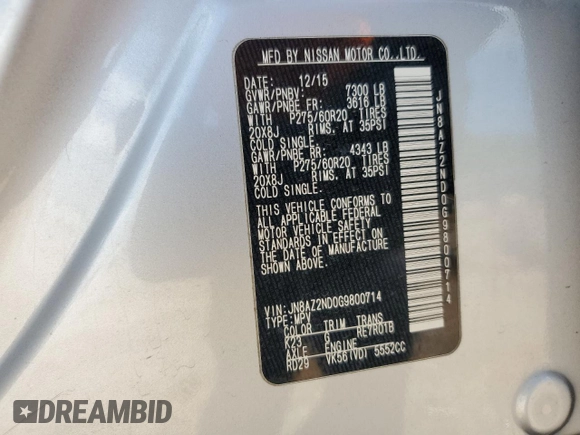 MFD BY NISSAN MOTOR CO.,LTD.
DATE: 12/15
GVWR/PNBV: 7300 LB
GAWR/PNBE FR: 3616 LB
WITH P275/60R20 TIRES
20X8J RIMS, AT 35PSI
COLD SINGLE.
GAWR/PNBE RR: 4343 LB
WITH P275/60R20 TIRES
20X8J RIMS, AT 35PSI
COLD SINGLE.
THIS VEHICLE CONFORMS TO
ALL APPLICABLE FEDERAL
MOTOR VEHICLE SAFETY
STANDARDS IN EFFECT ON
THE DATE OF MANUFACTURE
SHOWN ABOVE.
VIN: JN8AZ2ND0G9800714
TYPE: MPV
COLOR TRIM TRANS
K23 G RE7R01B
AXLE ENGINE
RD29 VK56(VD) 5552CC
JN8AZ2ND0G9800714
DREAMBID